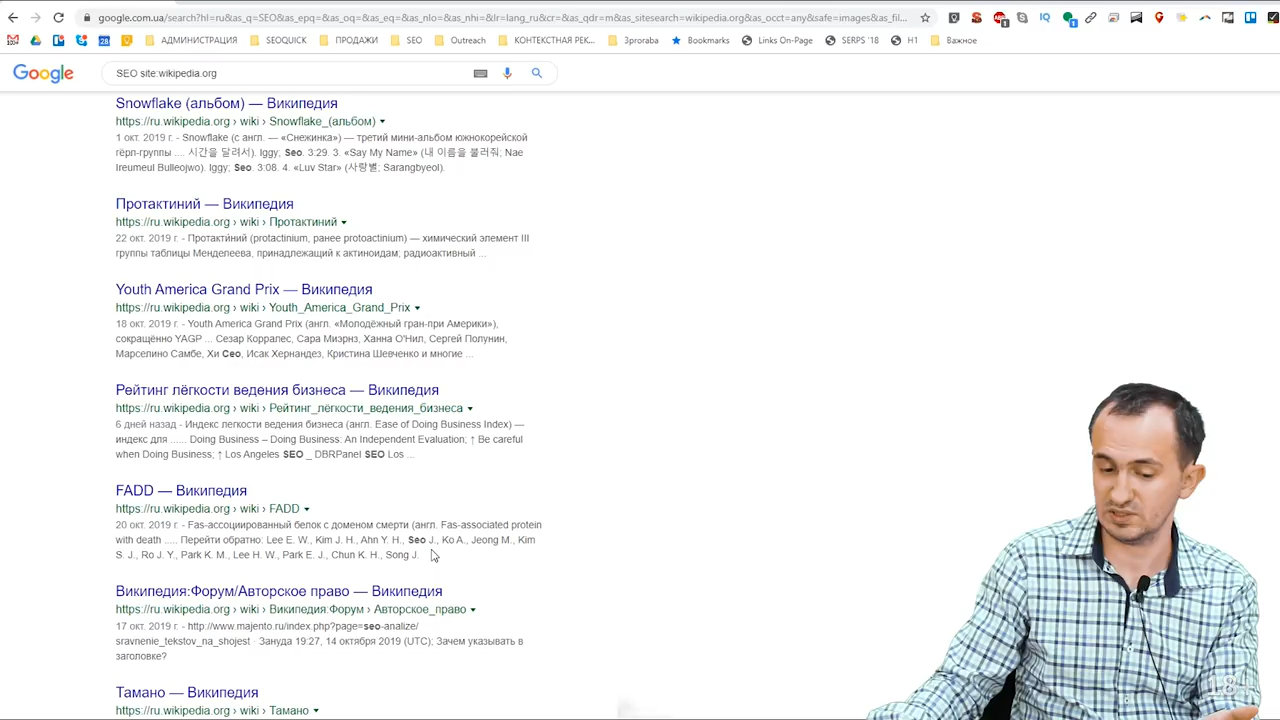 google.com.ua/search?hl=ru&as_q=SEO&as_epq=&as_oq=&as_eq=&as_nlo=&as_nhi=&lr=lang_ru&cr=&as_qdr=m&as_sitesearch=wikipedia.org&as_occt=any&safe=images&as_fil...
АДМИНИСТРАЦИЯ SEOQUICK ПРОДАЖИ SEO Outreach КОНТЕКСТНАЯ РЕК... Зproraba Bookmarks Links On-Page SERPS '18 H1 Важное
Google SEO site:wikipedia.org
Snowflake (альбом) — Википедия
https://ru.wikipedia.org › wiki › Snowflake_(альбом)
1 окт. 2019 г. - Snowflake (с англ. — «Снежинка») — третий мини-альбом южнокорейской
гёрл-группы .... 시간을 달려서). Iggy; Seo. 3:29. 3. «Say My Name» (내 이름을 불러줘; Nae
Ireumeul Bulleojwo). Iggy; Seo. 3:08. 4. «Luv Star» (사랑별; Sarangbyeol).
Протактиний — Википедия
https://ru.wikipedia.org › wiki › Протактиний
22 окт. 2019 г. - Протакти́ний (protactinium, ранее protoactinium) — химический элемент III
группы таблицы Менделеева, принадлежащий к актиноидам; радиоактивный ...
Youth America Grand Prix — Википедия
https://ru.wikipedia.org › wiki › Youth_America_Grand_Prix
18 окт. 2019 г. - Youth America Grand Prix (англ. «Молодёжный гран-при Америки»),
сокращённо YAGP ... Сезар Корралес, Сара Миэрнз, Ханна О'Нил, Сергей Полунин,
Марселино Самбе, Хи Сео, Исак Хернандез, Кристина Шевченко и многие ...
Рейтинг лёгкости ведения бизнеса — Википедия
https://ru.wikipedia.org › wiki › Рейтинг_лёгкости_ведения_бизнеса
6 дней назад - Индекс легкости ведения бизнеса (англ. Ease of Doing Business Index) —
индекс для ...... Doing Business – Doing Business. An Independent Evaluation; ↑ Be careful
when Doing Business; ↑ Los Angeles SEO _ DBRPanel SEO Los ...
FADD — Википедия
https://ru.wikipedia.org › wiki › FADD
20 окт. 2019 г. - Fas-ассоциированный белок с доменом смерти (англ. Fas-associated protein
with death ..... Перейти обратно: Lee E. W., Kim J. H., Ahn Y. H., Seo J., Ko A., Jeong M., Kim
S. J., Ro J. Y., Park K. M., Lee H. W., Park E. J., Chun K. H., Song J.
Википедия:Форум/Авторское право — Википедия
https://ru.wikipedia.org › wiki › Википедия:Форум › Авторское_право
17 окт. 2019 г. - http://www.majento.ru/index.php?page=seo-analize/
sravnenie_tekstov_na_shojest · Зануда 19:27, 14 октября 2019 (UTC); Зачем указывать в
заголовке?
Тамано — Википедия
https://ru.wikipedia.org › wiki › Тамано